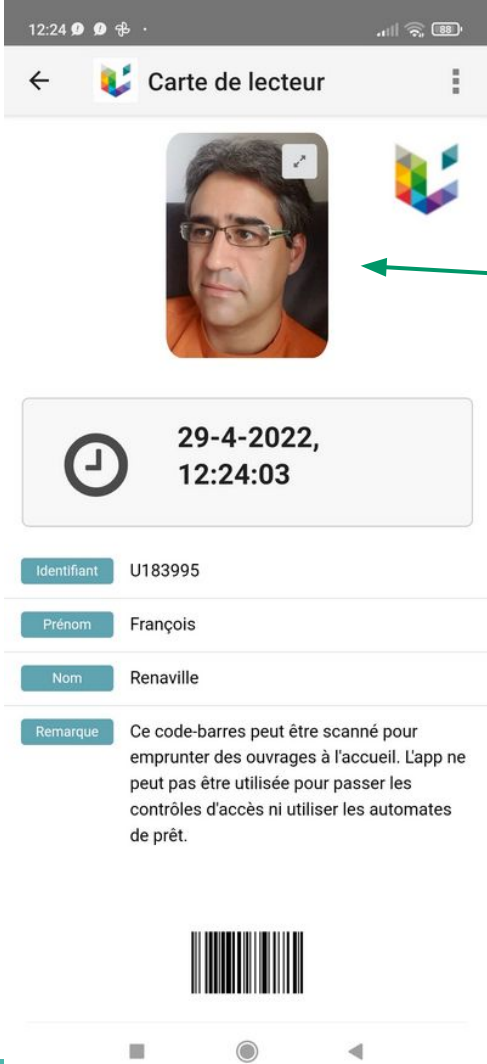 12:24
88
Carte de lecteur
29-4-2022,
12:24:03
Identifiant U183995
Prénom François
Nom Renaville
Remarque Ce code-barres peut être scanné pour
emprunter des ouvrages à l'accueil. L'app ne
peut pas être utilisée pour passer les
contrôles d'accès ni utiliser les automates
de prêt.